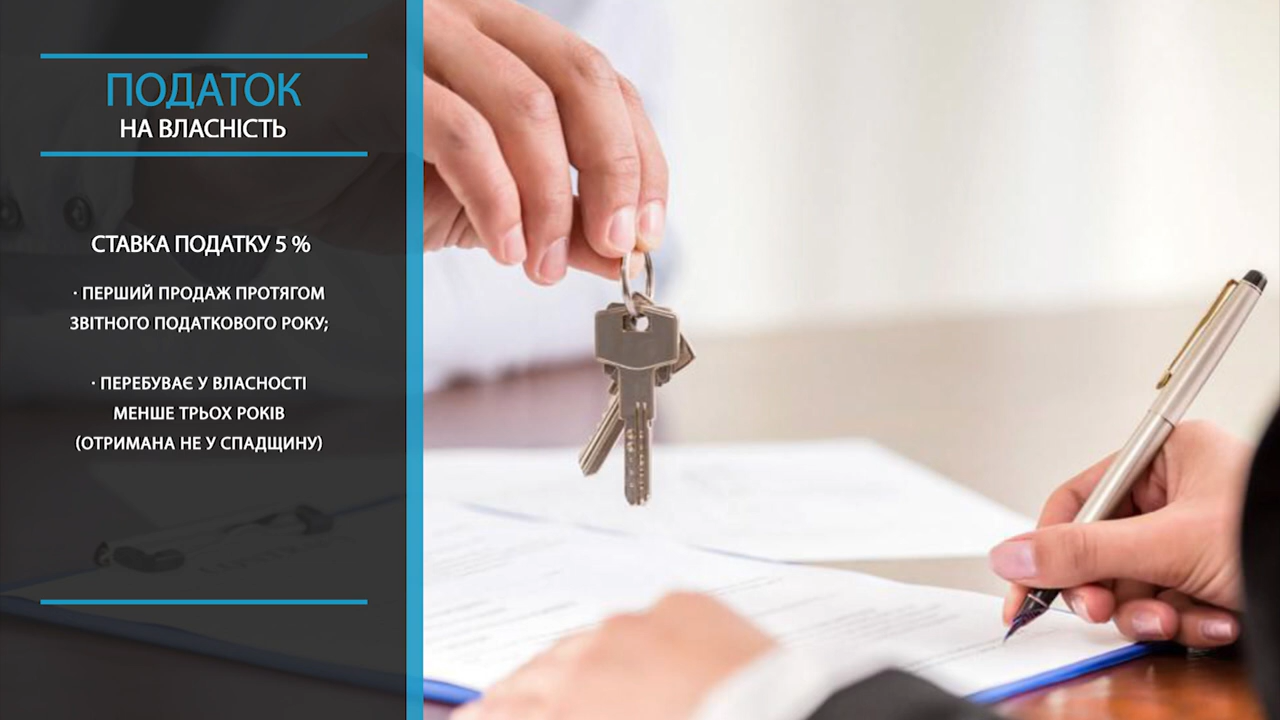 ПОДАТОК
НА ВЛАСНІСТЬ
СТАВКА ПОДАТКУ 5 %
· ПЕРШИЙ ПРОДАЖ ПРОТЯГОМ
ЗВІТНОГО ПОДАТКОВОГО РОКУ;
· ПЕРЕБУВАЄ У ВЛАСНОСТІ
МЕНШЕ ТРЬОХ РОКІВ
(ОТРИМАНА НЕ У СПАДЩИНУ)